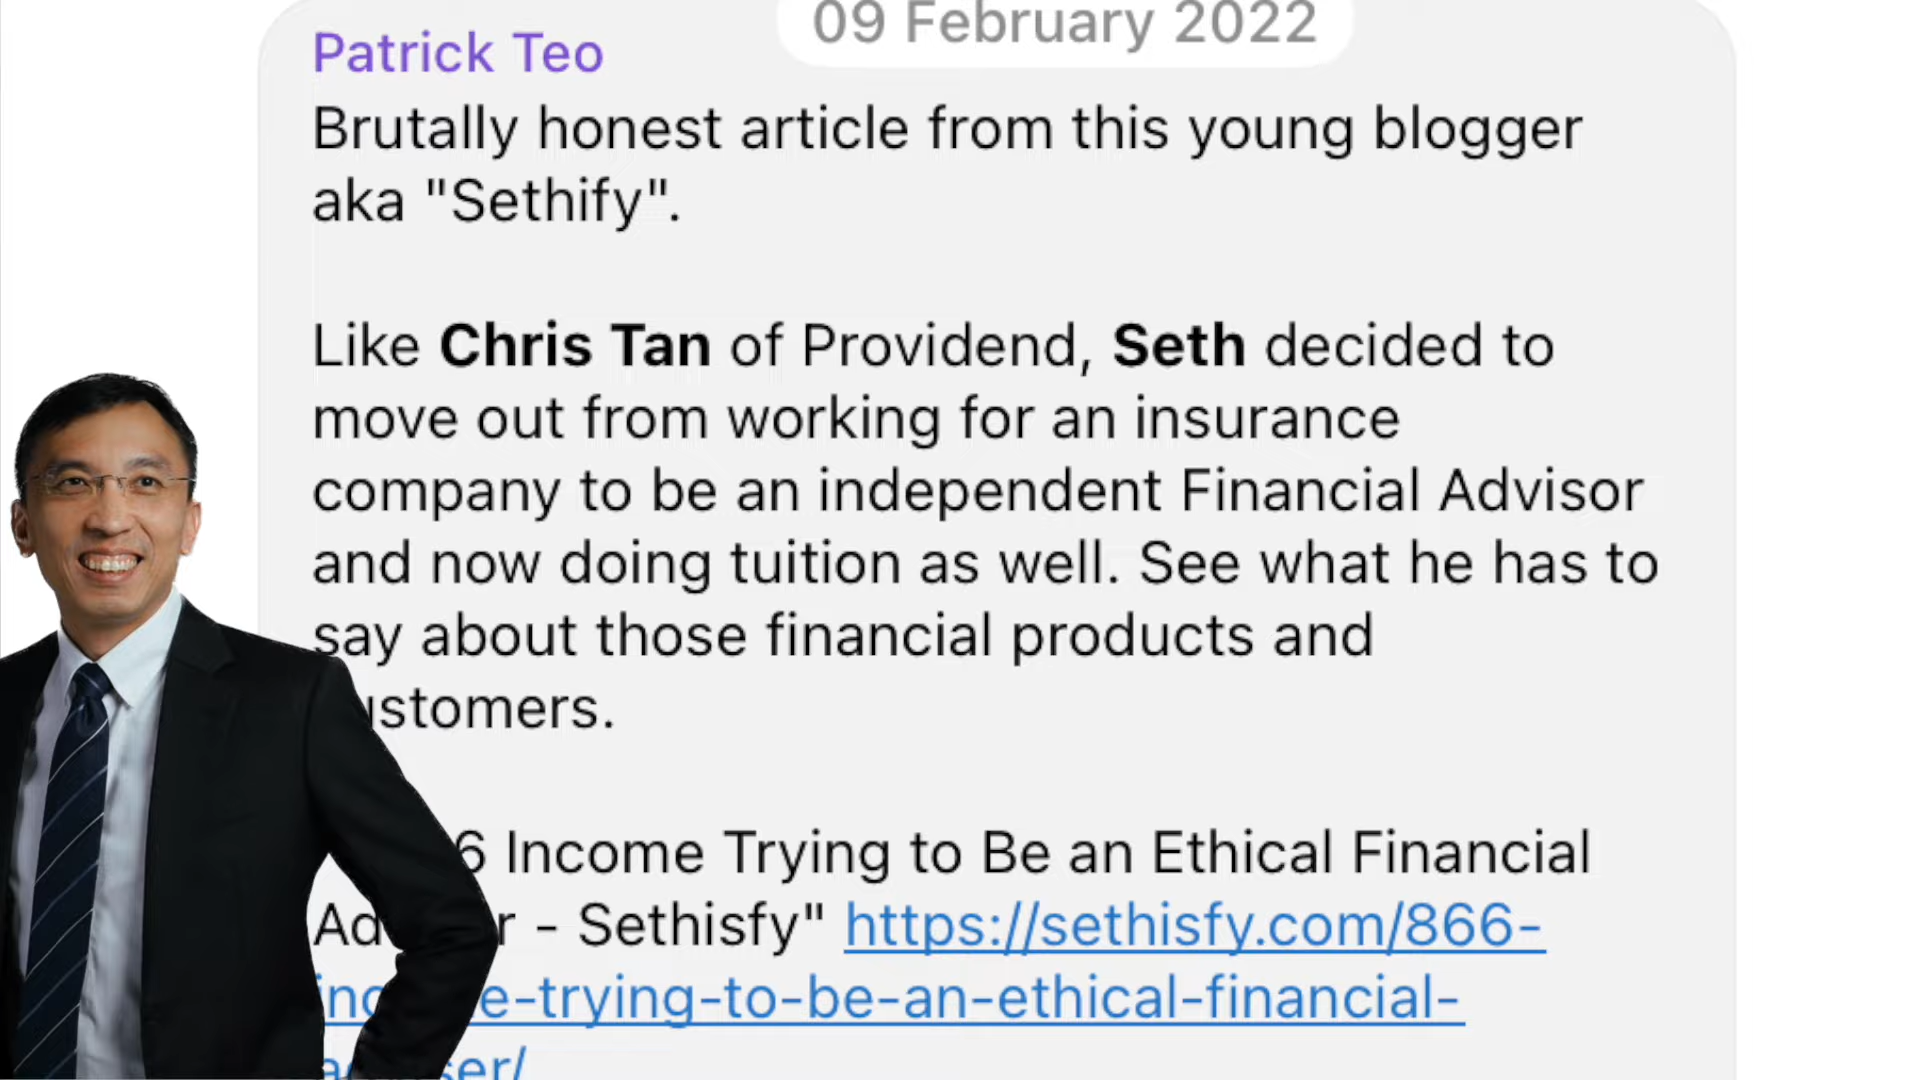 09 February 2022
Patrick Teo
Brutally honest article from this young blogger
aka "Sethify".
Like Chris Tan of Providend, Seth decided to
move out from working for an insurance
company to be an independent Financial Advisor
and now doing tuition as well. See what he has to
say about those financial products and
ustomers.
6 Income Trying to Be an Ethical Financial
Ad r - Sethisfy" https://sethisfy.com/866-
inc e-trying-to-be-an-ethical-financial-
a ser/